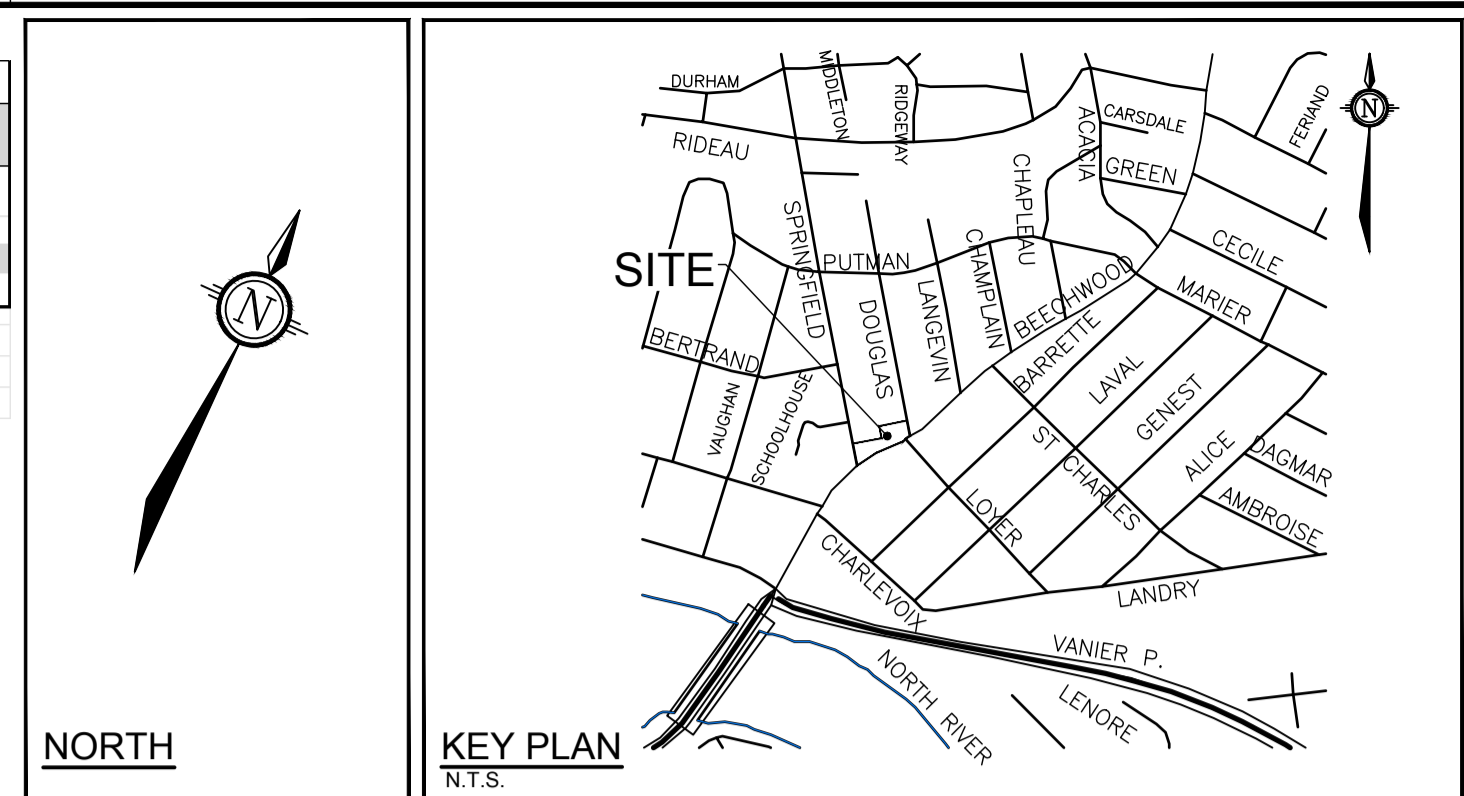 N
NORTH
KEY PLAN
N.T.S.
N
SITE
DURHAM
MIDDLETON
RIDGEWAY
RIDEAU
ACACIA
CARSDALE
GREEN
FERIAND
CHAPLEAU
SPRINGFIELD
PUTMAN
CHAMPLAIN
CECILE
MARIER
BEECHWOOD
BERTRAND
DOUGLAS
LANGEVIN
BARRETTE
LAVAL
GENEST
VAUGHAN
SCHOOLHOUSE
ST CHARLES
ALICE
DAGMAR
AMBROISE
LOYER
CHARLEVOIX
LANDRY
VANIER P.
NORTH RIVER
LENORE